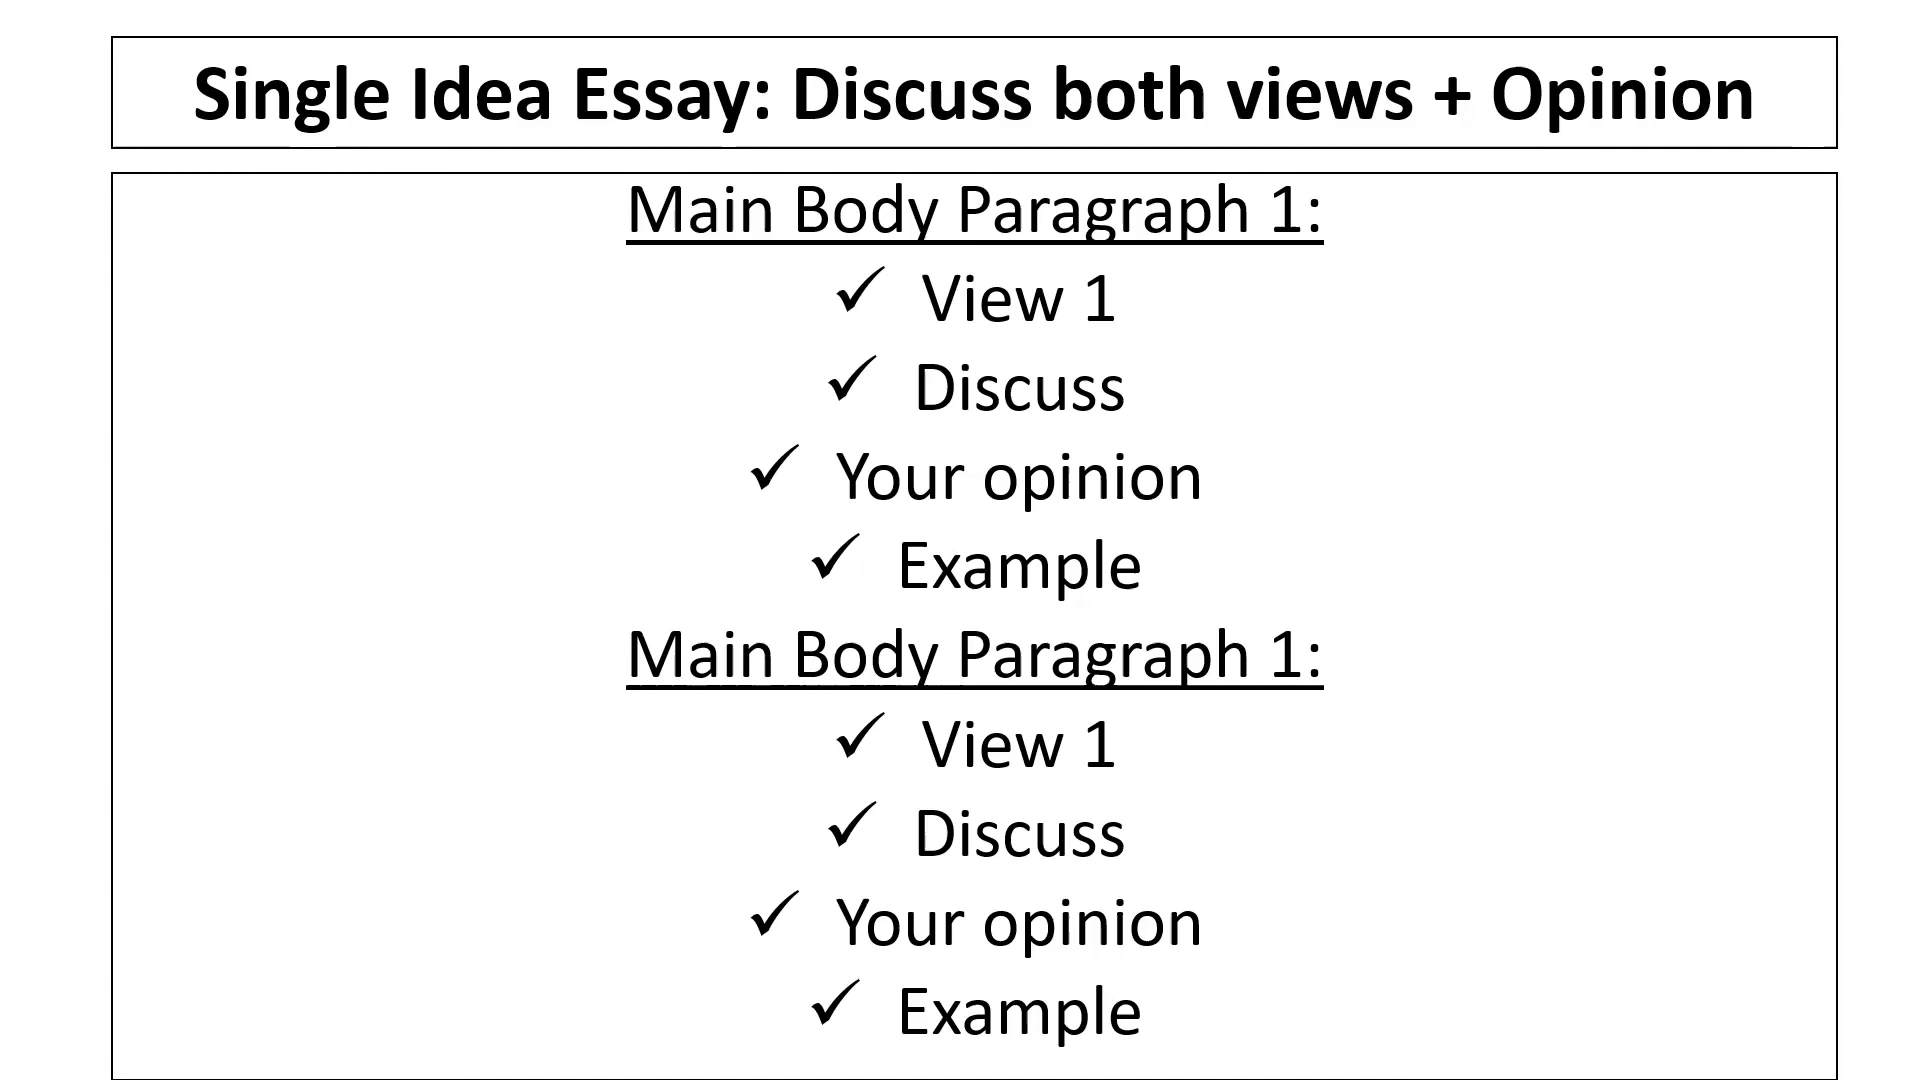 Single Idea Essay: Discuss both views + Opinion
Main Body Paragraph 1:
✓ View 1
✓ Discuss
✓ Your opinion
✓ Example
Main Body Paragraph 1:
✓ View 1
✓ Discuss
✓ Your opinion
✓ Example